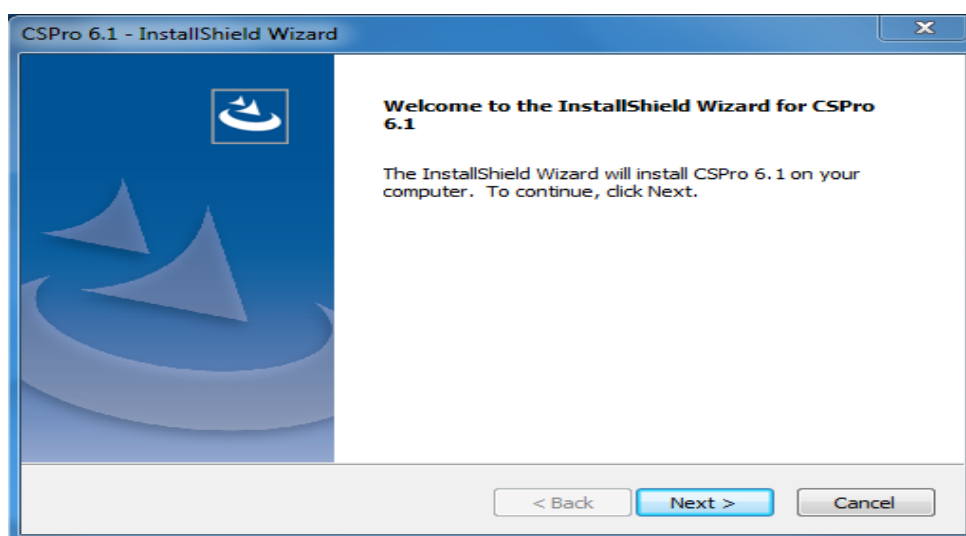 CSPro 6.1 - InstallShield Wizard
Welcome to the InstallShield Wizard for CSPro
6.1
The InstallShield Wizard will install CSPro 6.1 on your
computer. To continue, click Next.
< Back Next > Cancel